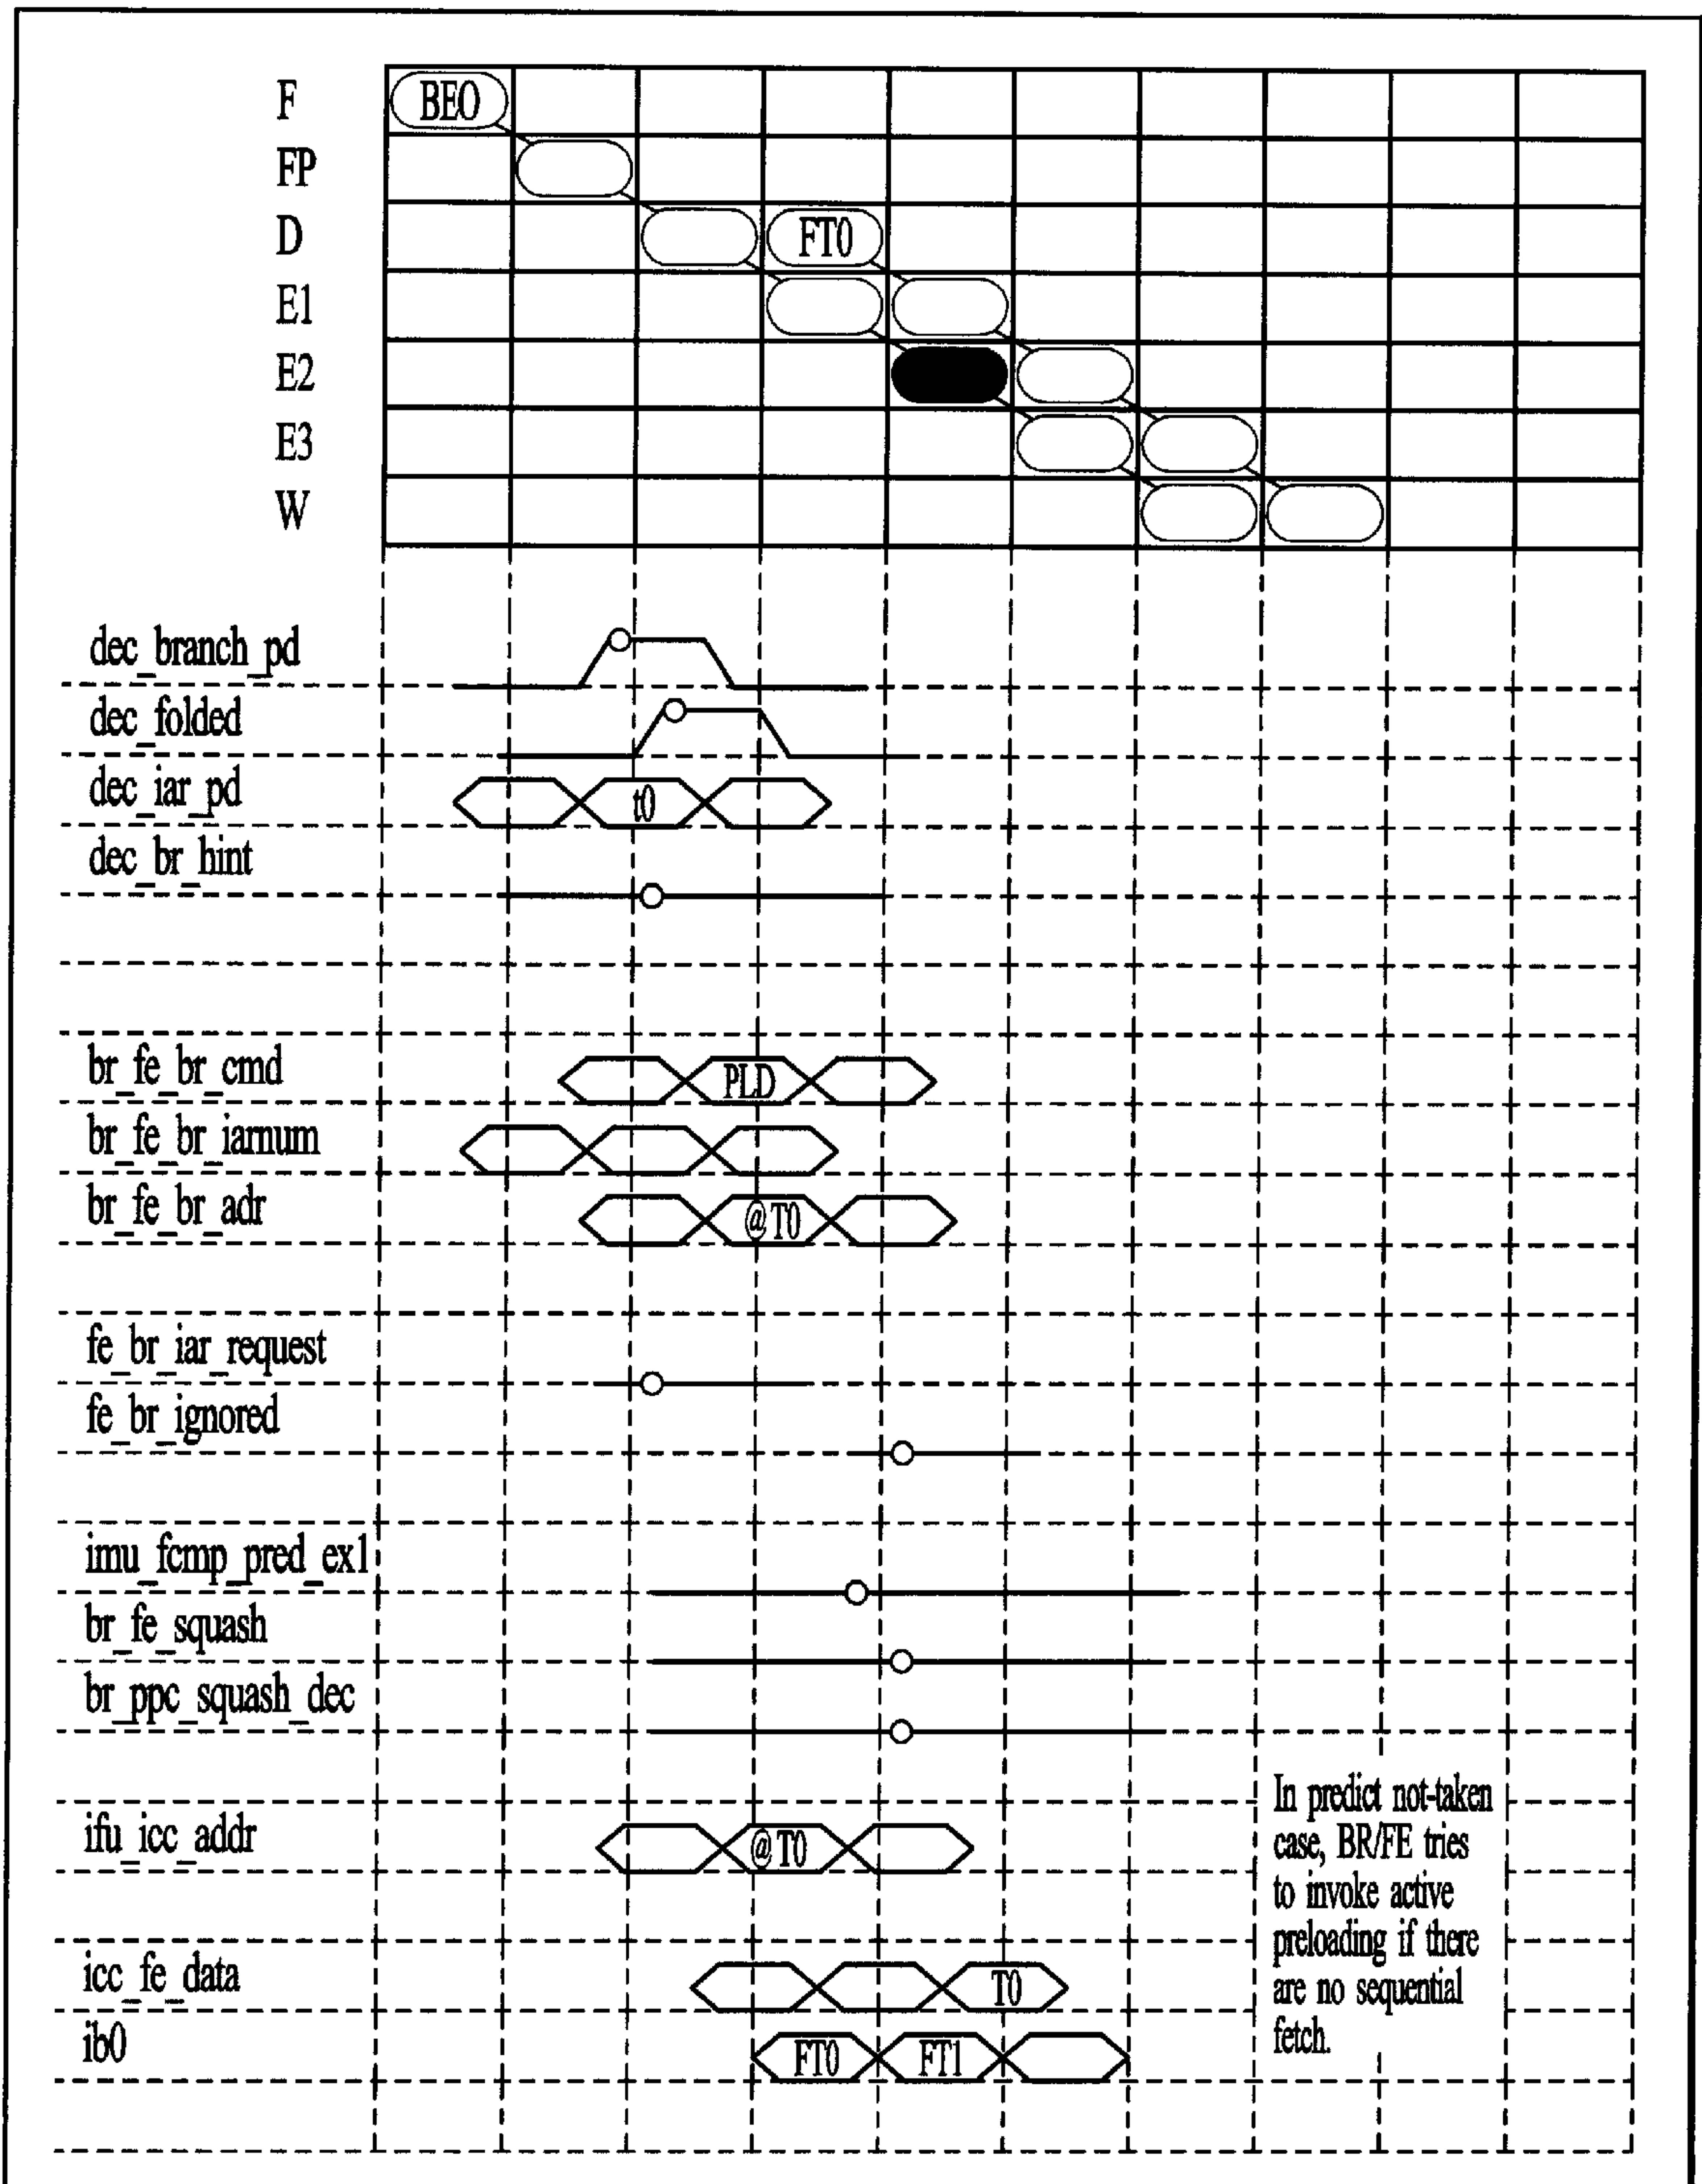 F BEO
FP
D FT0
E1
E2
E3
W
dec_branch_pd
dec_folded
dec_iar_pd t0
dec_br_hint
br_fe_br_cmd PLD
br_fe_br_iarnum
br_fe_br_adr @T0
fe_br_iar_request
fe_br_ignored
imu_fcmp_pred_ex1
br_fe_squash
br_ppc_squash_dec
ifu_icc_addr @T0
In predict not-taken
case, BR/FE tries
to invoke active
preloading if there
are no sequential
fetch.
icc_fe_data T0
ib0 FT0 FT1